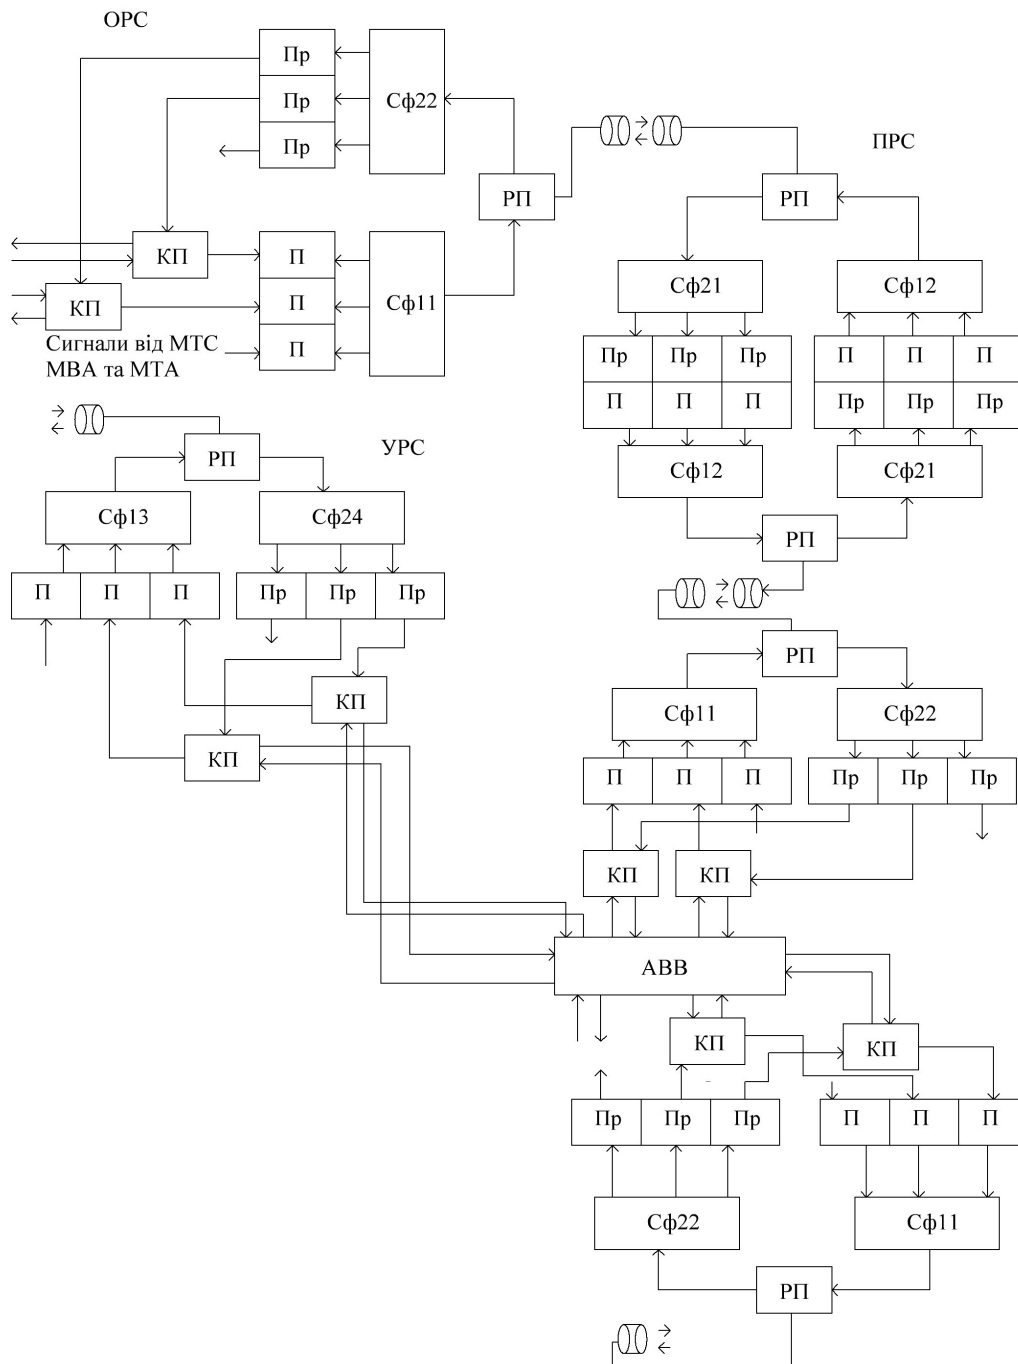 ОРС
Пр
Пр
Сф22
Пр
ПРС
РП
РП
КП
П
КП
П
Сф11
Сигнали від МТС
МВА та МТА
П
Сф21
Сф12
Пр Пр Пр
П П П
П П П
Пр Пр Пр
Сф12
Сф21
РП
УРС
РП
Сф13
Сф24
П П П
Пр Пр Пр
КП
КП
РП
Сф11
Сф22
П П П
Пр Пр Пр
КП
КП
АВВ
КП
КП
Пр Пр Пр
П П П
Сф22
Сф11
РП